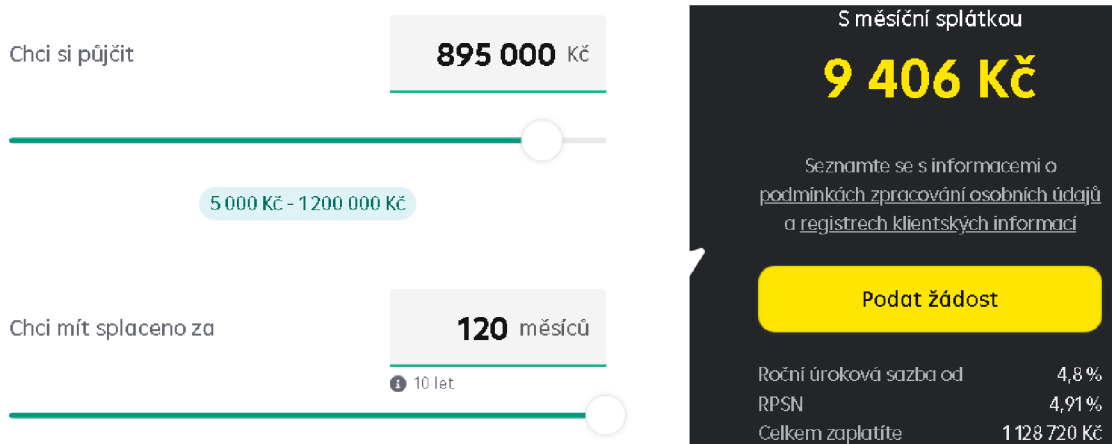 Chci si půjčit
895 000 Kč
5 000 Kč - 1 200 000 Kč
Chci mít splaceno za
120 měsíců
10 let
S měsíční splátkou
9 406 Kč
Seznamte se s informacemi o
podmínkách zpracování osobních údajů
a registrech klientských informací
Podat žádost
Roční úroková sazba od 4,8 %
RPSN 4,91 %
Celkem zaplatíte 1 128 720 Kč